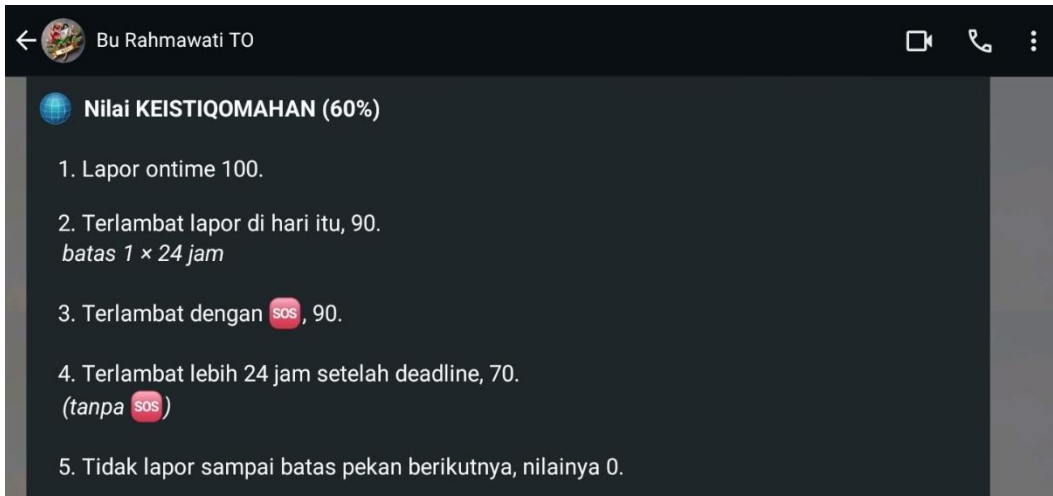 Bu Rahmawati TO
🌐 Nilai KEISTIQOMAHAN (60%)
1. Lapor ontime 100.
2. Terlambat lapor di hari itu, 90.
batas 1 × 24 jam
3. Terlambat dengan 🆘, 90.
4. Terlambat lebih 24 jam setelah deadline, 70.
(tanpa 🆘)
5. Tidak lapor sampai batas pekan berikutnya, nilainya 0.